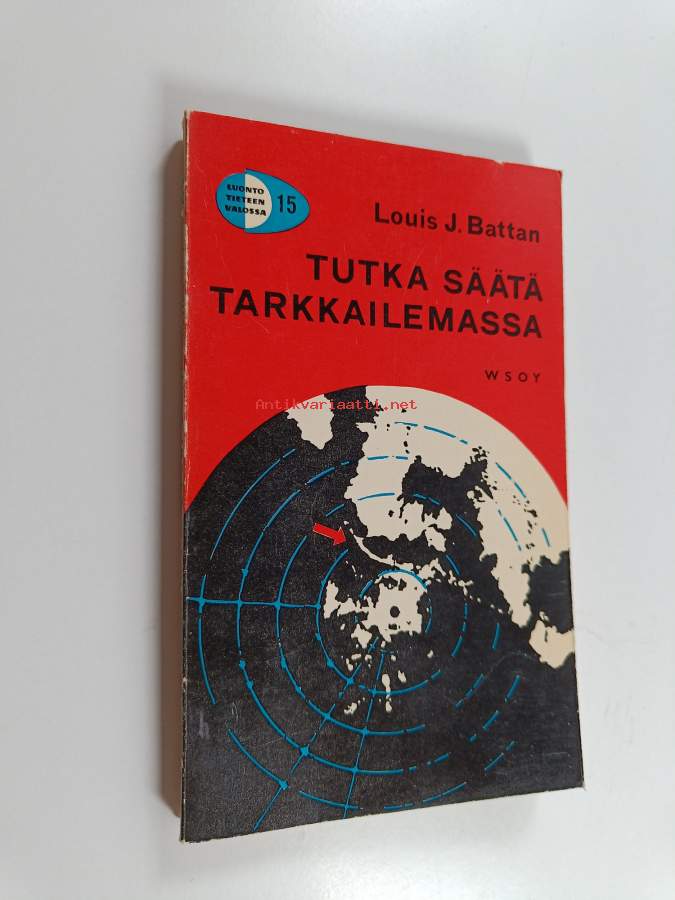 LUONTO
TIETEEN
VALOSSA
15
Louis J. Battan
TUTKA SÄÄTÄ
TARKKAILEMASSA
WSOY
Antikvariaatti.net